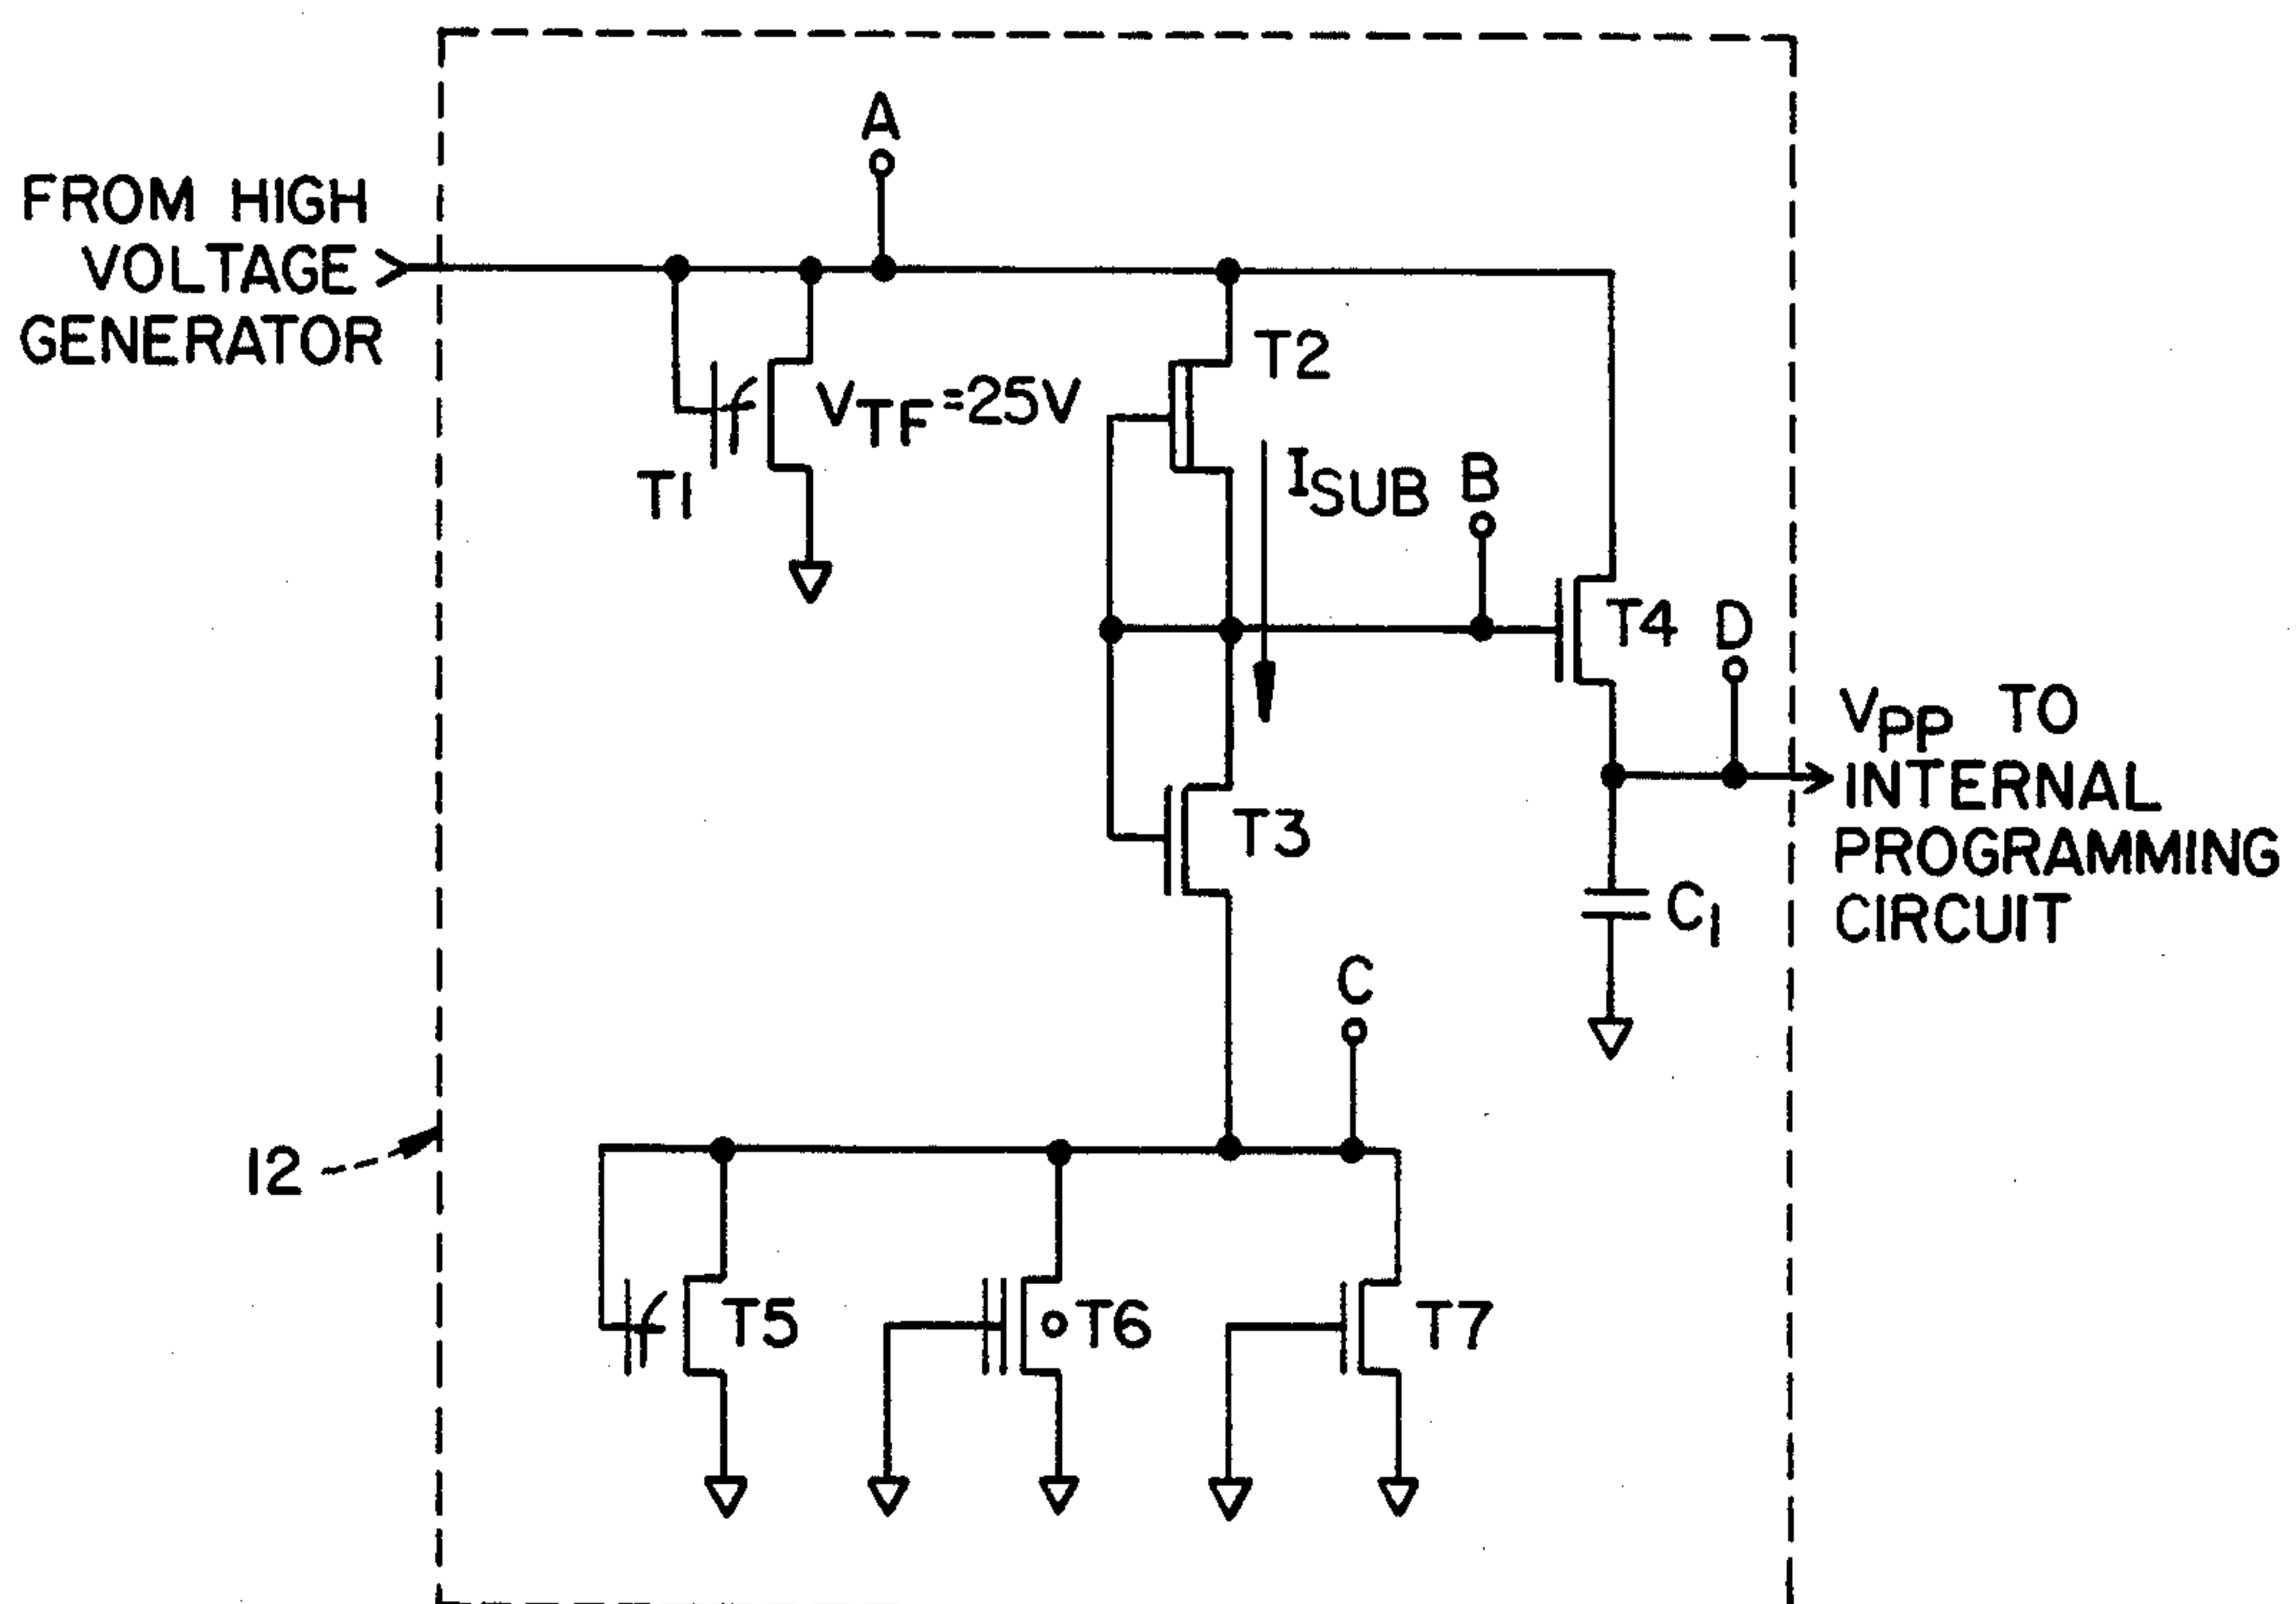 A
FROM HIGH
VOLTAGE
GENERATOR
T2
VTF=25V
T1
ISUB
B
T4
D
VPP TO
INTERNAL
PROGRAMMING
CIRCUIT
T3
C1
C
12
T5
T6
T7